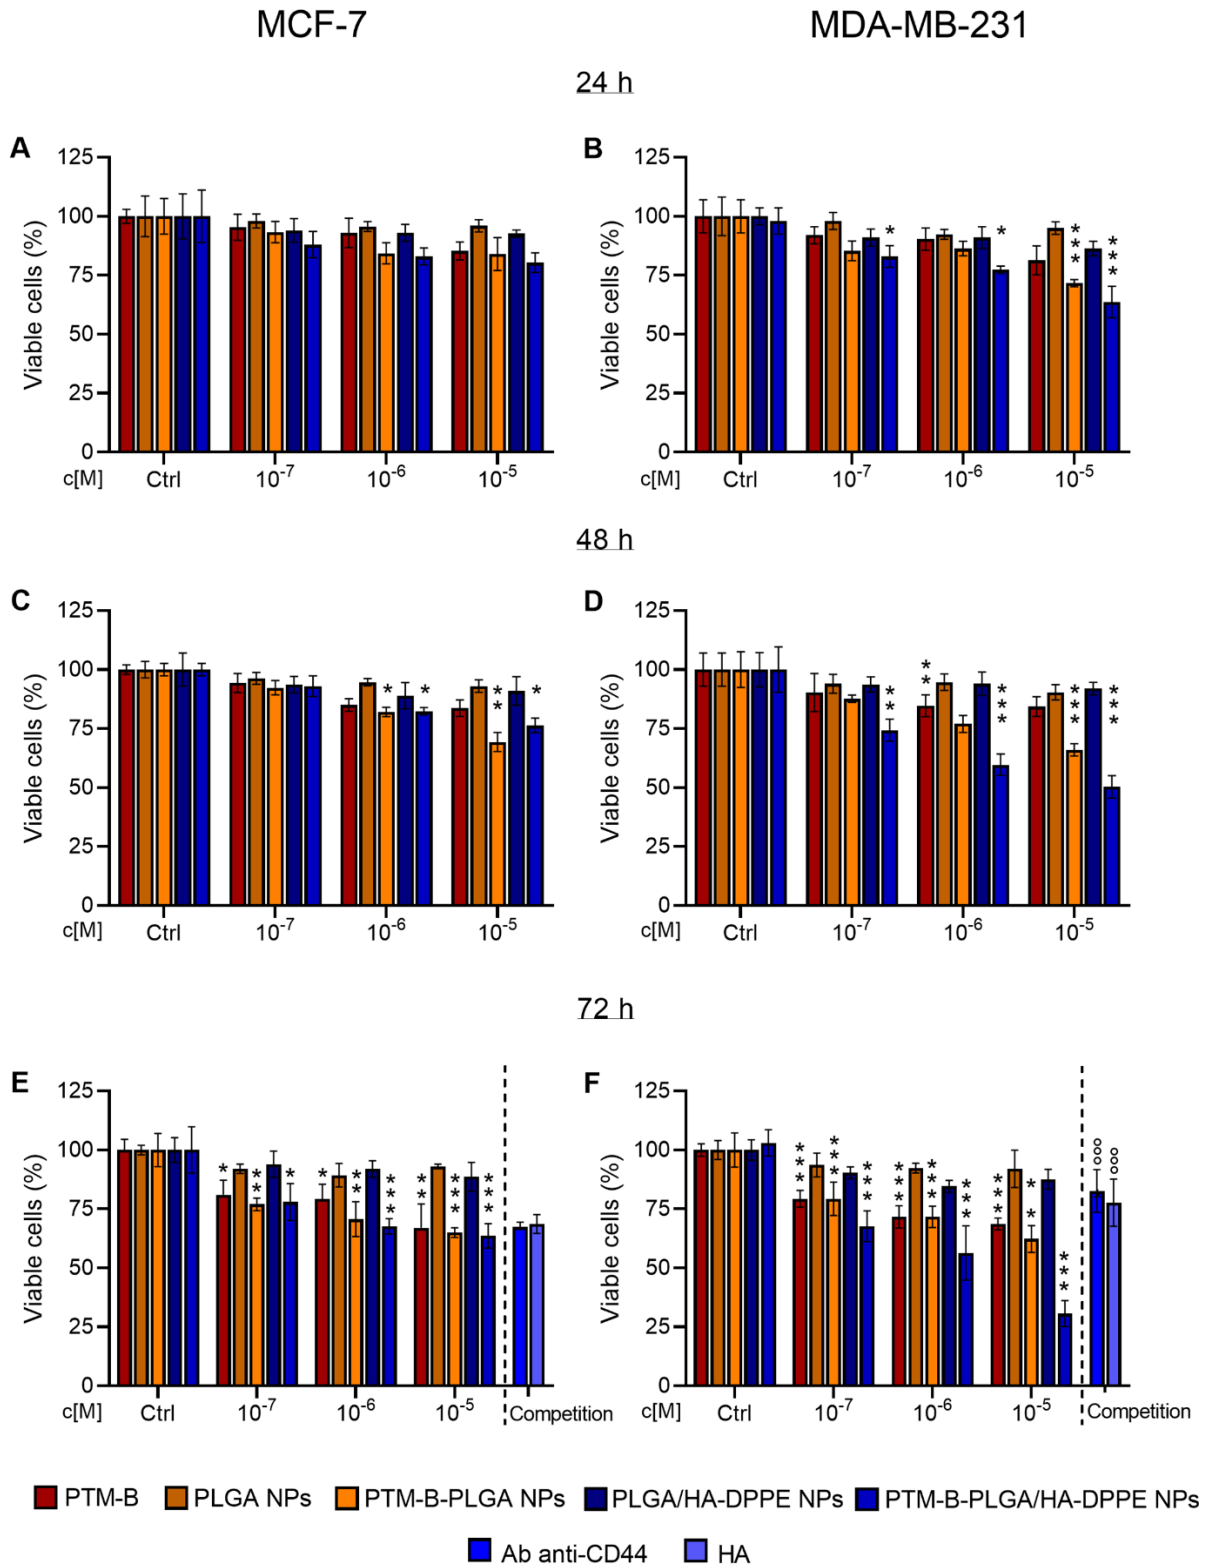 MCF-7 MDA-MB-231
24 h
A B
Viable cells (%) 125 100 75 50 25 0
c[M] Ctrl 10⁻⁷ 10⁻⁶ 10⁻⁵
Viable cells (%) 125 100 75 50 25 0
* * *** ***
c[M] Ctrl 10⁻⁷ 10⁻⁶ 10⁻⁵
48 h
C D
Viable cells (%) 125 100 75 50 25 0
* * ** *
c[M] Ctrl 10⁻⁷ 10⁻⁶ 10⁻⁵
Viable cells (%) 125 100 75 50 25 0
** ** *** *** ***
c[M] Ctrl 10⁻⁷ 10⁻⁶ 10⁻⁵
72 h
E F
Viable cells (%) 125 100 75 50 25 0
* ** * * ** *** ** *** ***
c[M] Ctrl 10⁻⁷ 10⁻⁶ 10⁻⁵ Competition
Viable cells (%) 125 100 75 50 25 0
*** *** *** *** *** *** *** ** *** °°° °°°
c[M] Ctrl 10⁻⁷ 10⁻⁶ 10⁻⁵ Competition
PTM-B PLGA NPs PTM-B-PLGA NPs PLGA/HA-DPPE NPs PTM-B-PLGA/HA-DPPE NPs
Ab anti-CD44 HA